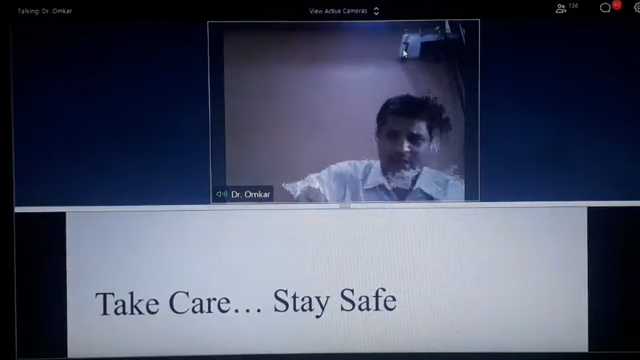 Talking: Dr. Omkar
View Active Cameras
136
Dr. Omkar
Take Care... Stay Safe